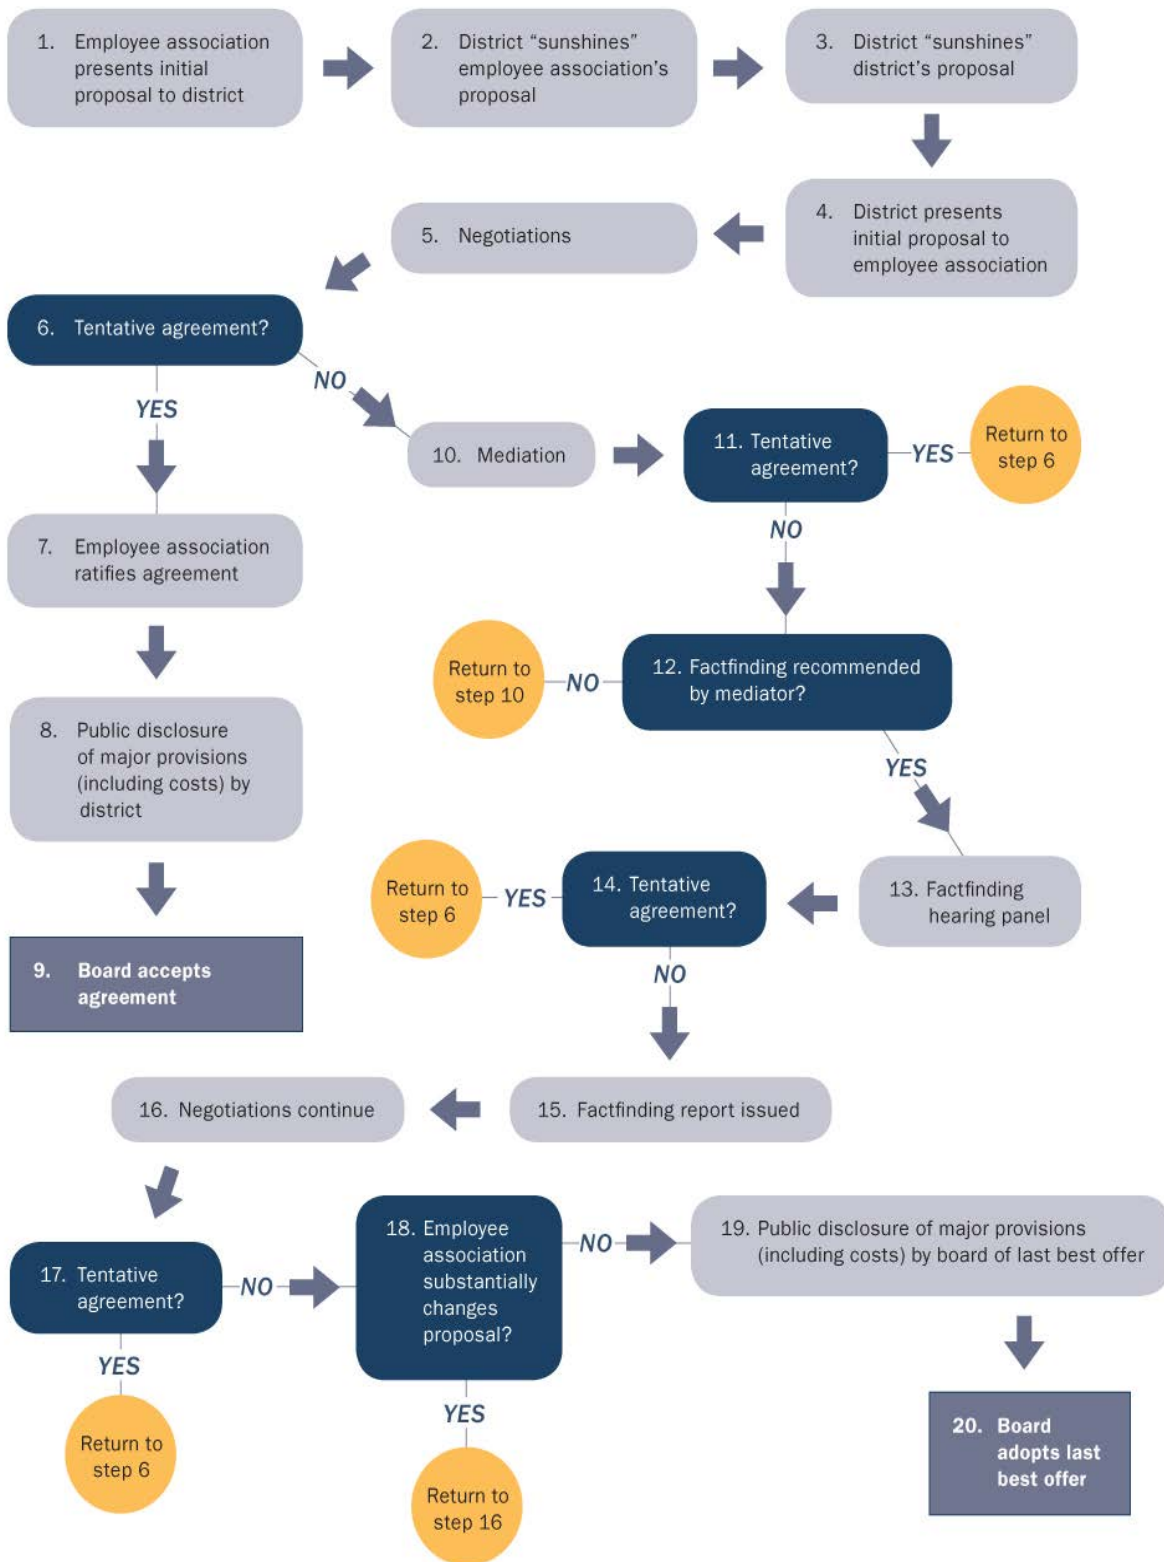 1. Employee association
presents initial
proposal to district
2. District “sunshines”
employee association’s
proposal
3. District “sunshines”
district’s proposal
4. District presents
initial proposal to
employee association
5. Negotiations
6. Tentative agreement?
NO
YES
7. Employee association
ratifies agreement
8. Public disclosure
of major provisions
(including costs) by
district
9. Board accepts
agreement
10. Mediation
11. Tentative
agreement?
YES
Return to
step 6
NO
12. Factfinding recommended
by mediator?
NO
Return to
step 10
YES
13. Factfinding
hearing panel
14. Tentative
agreement?
YES
Return to
step 6
NO
15. Factfinding report issued
16. Negotiations continue
17. Tentative
agreement?
YES
Return to
step 6
NO
18. Employee
association
substantially
changes
proposal?
YES
Return to
step 16
NO
19. Public disclosure of major provisions
(including costs) by board of last best offer
20. Board
adopts last
best offer